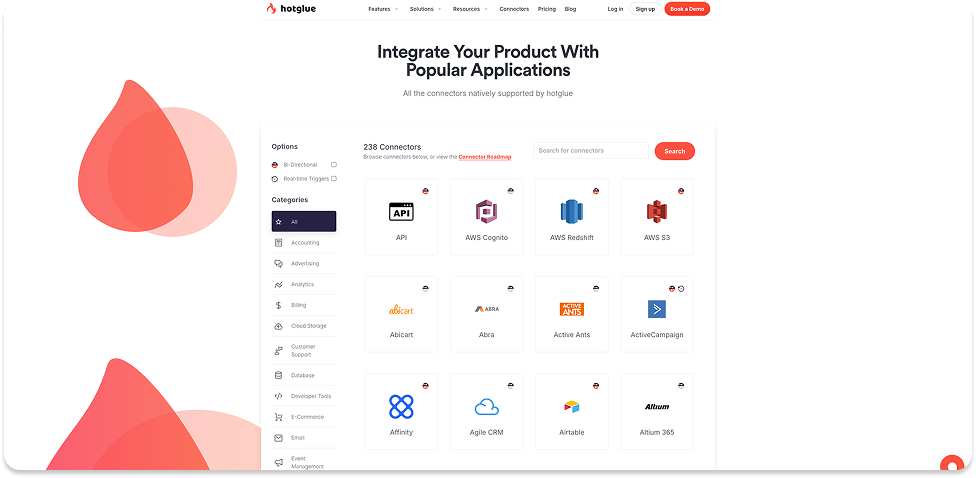 hotglue
Features
Solutions
Resources
Connectors
Pricing
Blog
Log in
Sign up
Book a Demo
Integrate Your Product With
Popular Applications
All the connectors natively supported by hotglue
Options
Bi-Directional
Real-time Triggers
Categories
All
Accounting
Advertising
Analytics
Billing
Cloud Storage
Customer
Support
Database
Developer Tools
E-Commerce
Email
Event
Management
238 Connectors
Browse connectors below, or view the Connector Roadmap
Search for connectors
Search
API
API
AWS Cognito
AWS Redshift
AWS S3
abicart
Abicart
ABRA
Abra
ACTIVE
ANTS
Active Ants
ActiveCampaign
Affinity
Agile CRM
Airtable
Altium
Altium 365